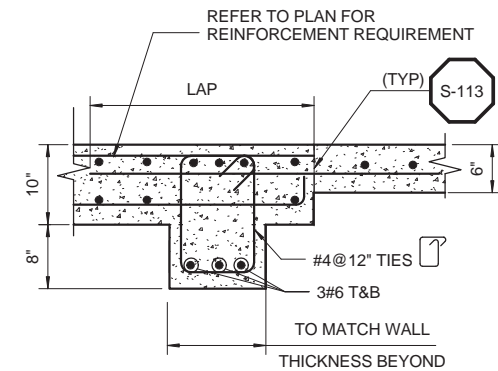 REFER TO PLAN FOR
REINFORCEMENT REQUIREMENT
(TYP)
S-113
LAP
10"
6"
8"
#4@12" TIES
3#6 T&B
TO MATCH WALL
THICKNESS BEYOND